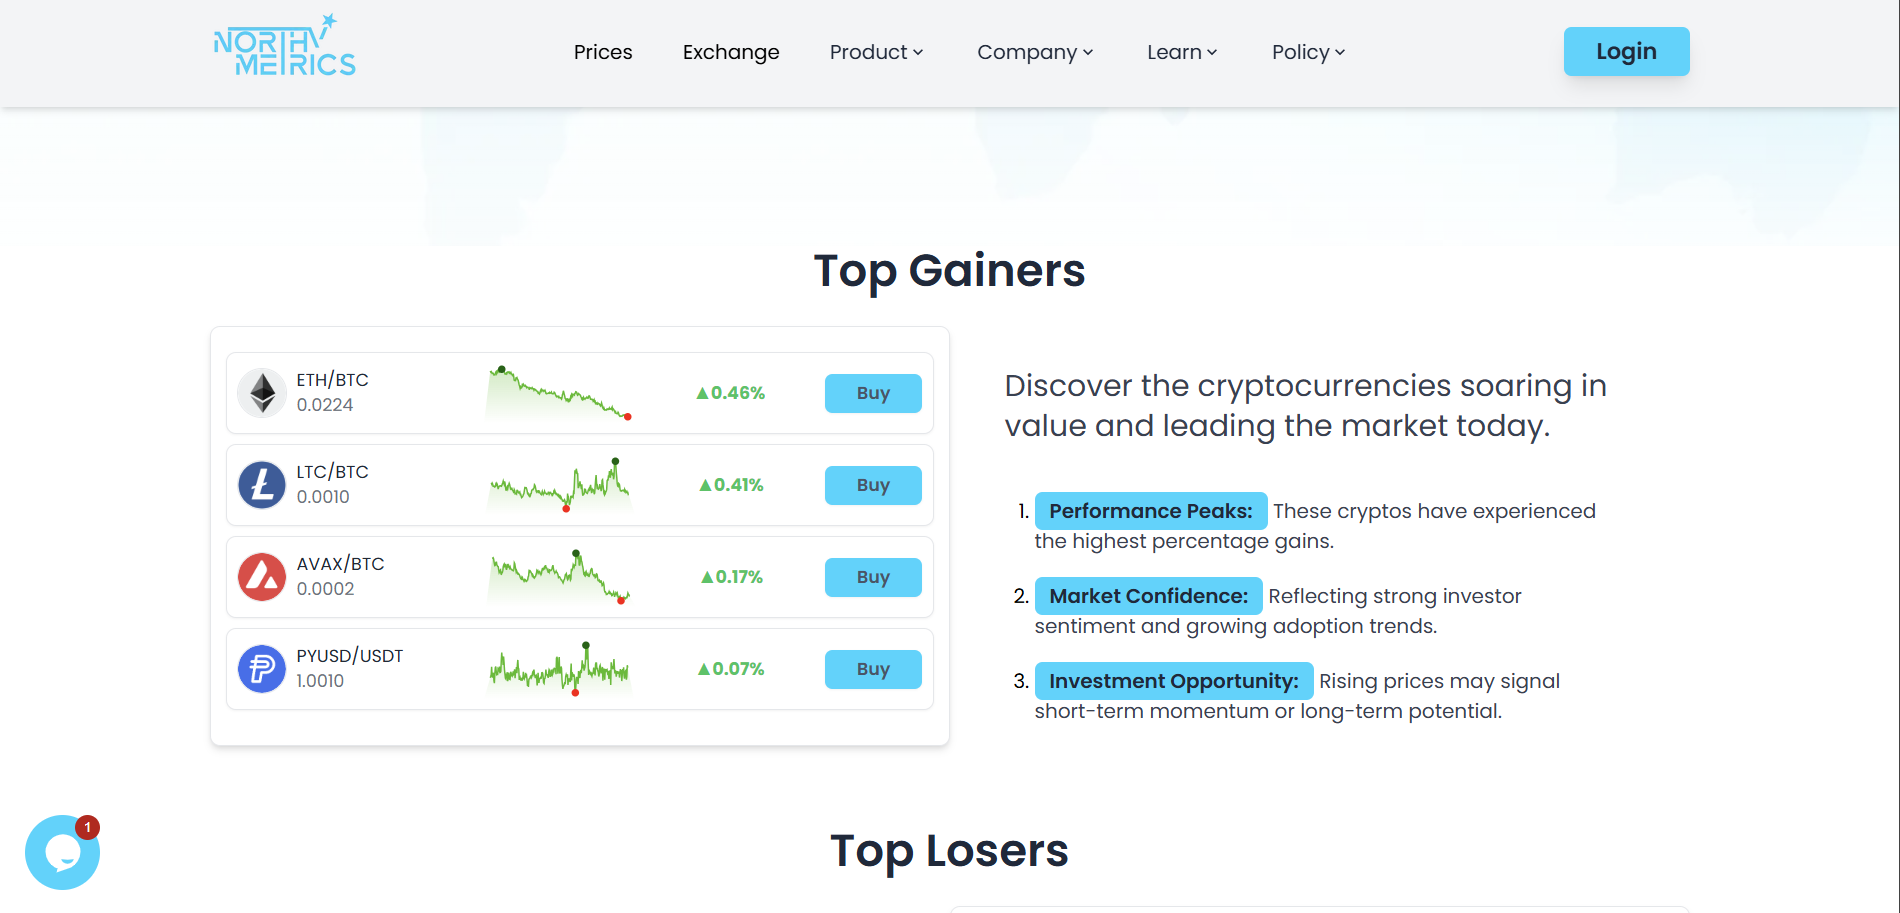 NORTH
METRICS
Prices
Exchange
Product
Company
Learn
Policy
Login
Top Gainers
ETH/BTC
0.0224
▲0.46%
Buy
LTC/BTC
0.0010
▲0.41%
Buy
AVAX/BTC
0.0002
▲0.17%
Buy
PYUSD/USDT
1.0010
▲0.07%
Buy
Discover the cryptocurrencies soaring in
value and leading the market today.
1. Performance Peaks: These cryptos have experienced
the highest percentage gains.
2. Market Confidence: Reflecting strong investor
sentiment and growing adoption trends.
3. Investment Opportunity: Rising prices may signal
short-term momentum or long-term potential.
1
Top Losers